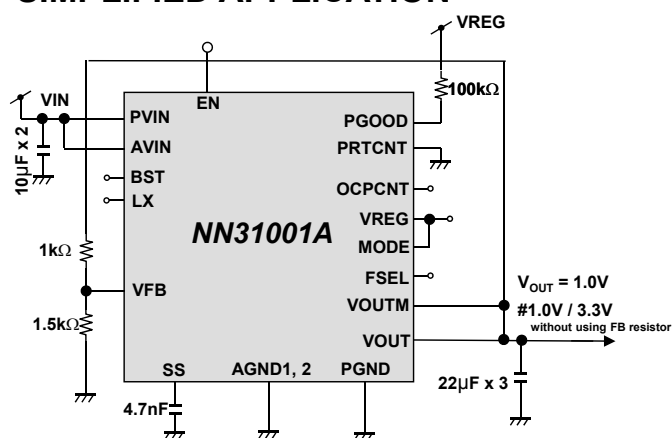 SIMPLIFIED APPLICATION
VREG
VIN
EN
100kΩ
PVIN
PGOOD
10μF x 2
AVIN
PRTCNT
BST
OCPCNT
LX
VREG
NN31001A
MODE
1kΩ
FSEL
VFB
VOUTM
VOUT = 1.0V
#1.0V / 3.3V
without using FB resistor
1.5kΩ
VOUT
SS
AGND1, 2
PGND
22μF x 3
4.7nF